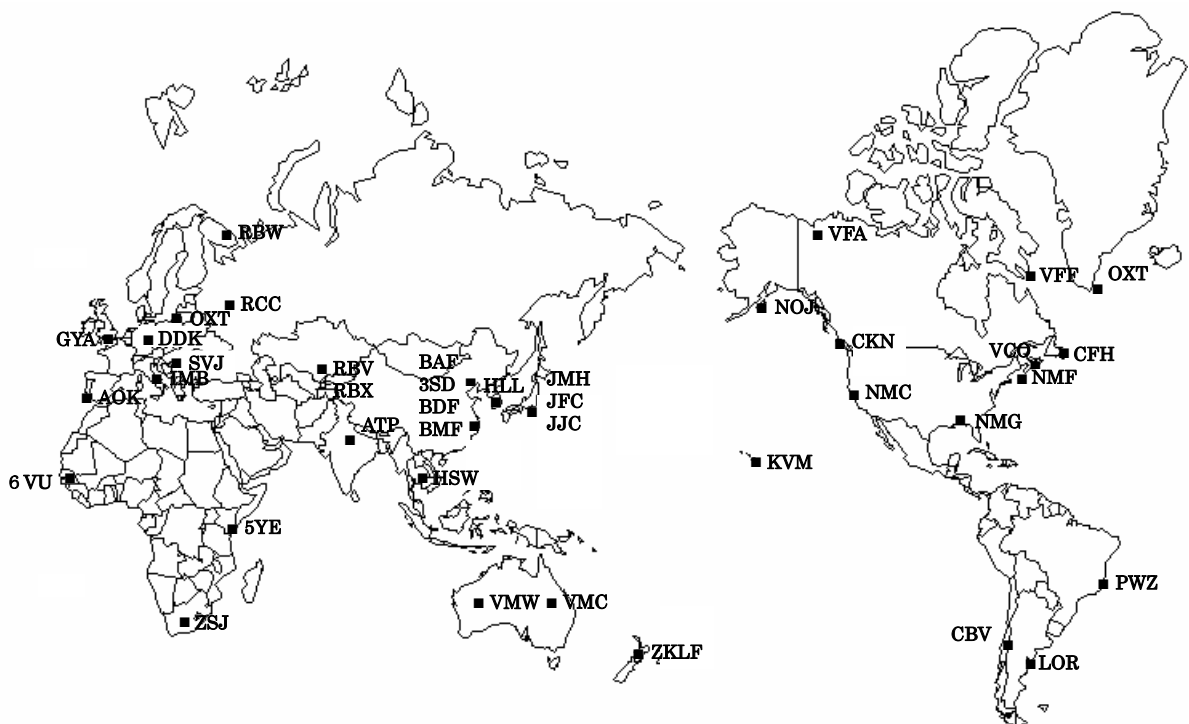 RBW
VFA
VFF
OXT
RCC
NOJ
OXT
GYA
DDK
CKN
VCO
CFH
SVJ
RBV
BAF
IMB
NMF
3SD
HLL
JMH
RBX
AOK
NMC
JFC
BDF
ATP
NMG
JJC
BMF
KVM
6 VU
HSW
5YE
PWZ
VMW
VMC
ZSJ
CBV
ZKLF
LOR